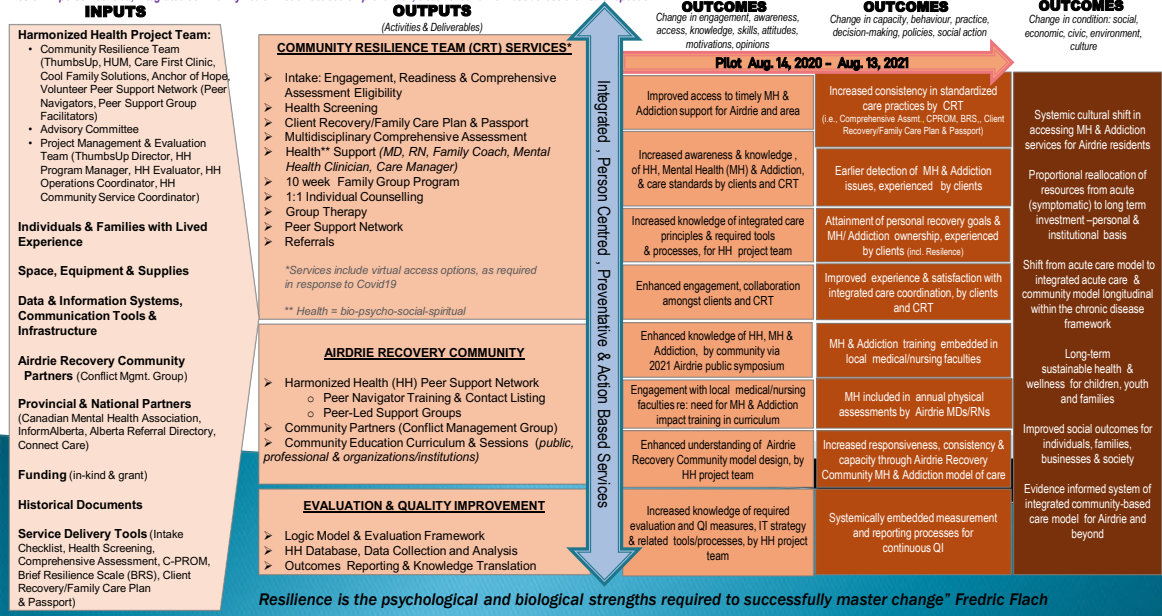 INPUTS
Harmonized Health Project Team:
• Community Resilience Team
(ThumbsUp, HUM, Care First Clinic,
Cool Family Solutions, Anchor of Hope,
Volunteer Peer Support Network (Peer
Navigators, Peer Support Group
Facilitators)
• Advisory Committee
• Project Management & Evaluation
Team (ThumbsUp Director, HH
Program Manager, HH Evaluator, HH
Operations Coordinator, HH
Community Service Coordinator)
Individuals & Families with Lived
Experience
Space, Equipment & Supplies
Data & Information Systems,
Communication Tools &
Infrastructure
Airdrie Recovery Community
Partners (Conflict Mgmt. Group)
Provincial & National Partners
(Canadian Mental Health Association,
InformAlberta, Alberta Referral Directory,
Connect Care)
Funding (in-kind & grant)
Historical Documents
Service Delivery Tools (Intake
Checklist, Health Screening,
Comprehensive Assessment, C-PROM,
Brief Resilience Scale (BRS), Client
Recovery/Family Care Plan
& Passport)
OUTPUTS
(Activities & Deliverables)
COMMUNITY RESILIENCE TEAM (CRT) SERVICES*
➢ Intake: Engagement, Readiness & Comprehensive
Assessment Eligibility
➢ Health Screening
➢ Client Recovery/Family Care Plan & Passport
➢ Multidisciplinary Comprehensive Assessment
➢ Health** Support (MD, RN, Family Coach, Mental
Health Clinician, Care Manager)
➢ 10 week Family Group Program
➢ 1:1 Individual Counselling
➢ Group Therapy
➢ Peer Support Network
➢ Referrals
*Services include virtual access options, as required
in response to Covid19
** Health = bio-psycho-social-spiritual
AIRDRIE RECOVERY COMMUNITY
➢ Harmonized Health (HH) Peer Support Network
o Peer Navigator Training & Contact Listing
o Peer-Led Support Groups
➢ Community Partners (Conflict Management Group)
➢ Community Education Curriculum & Sessions (public,
professional & organizations/institutions)
EVALUATION & QUALITY IMPROVEMENT
➢ Logic Model & Evaluation Framework
➢ HH Database, Data Collection and Analysis
➢ Outcomes Reporting & Knowledge Translation
Integrated , Person Centred , Preventative & Action Based Services
OUTCOMES
Change in engagement, awareness,
access, knowledge, skills, attitudes,
motivations, opinions
OUTCOMES
Change in capacity, behaviour, practice,
decision-making, policies, social action
OUTCOMES
Change in condition: social,
economic, civic, environment,
culture
Pilot Aug. 14, 2020 – Aug. 13, 2021
Improved access to timely MH &
Addiction support for Airdrie and area
Increased awareness & knowledge ,
of HH, Mental Health (MH) & Addiction,
& care standards by clients and CRT
Increased knowledge of integrated care
principles & required tools
& processes, for HH project team
Enhanced engagement, collaboration
amongst clients and CRT
Enhanced knowledge of HH, MH &
Addiction, by community via
2021 Airdrie public symposium
Engagement with local medical/nursing
faculties re: need for MH & Addiction
impact training in curriculum
Enhanced understanding of Airdrie
Recovery Community model design, by
HH project team
Increased knowledge of required
evaluation and QI measures, IT strategy
& related tools/processes, by HH project
team
Increased consistency in standardized
care practices by CRT
(i.e., Comprehensive Assmt., CPROM, BRS,, Client
Recovery/Family Care Plan & Passport)
Earlier detection of MH & Addiction
issues, experienced by clients
Attainment of personal recovery goals &
MH/ Addiction ownership, experienced
by clients (incl. Resilence)
Improved experience & satisfaction with
integrated care coordination, by clients
and CRT
MH & Addiction training embedded in
local medical/nursing faculties
MH included in annual physical
assessments by Airdrie MDs/RNs
Increased responsiveness, consistency &
capacity through Airdrie Recovery
Community MH & Addiction model of care
Systemically embedded measurement
and reporting processes for
continuous QI
Systemic cultural shift in
accessing MH & Addiction
services for Airdrie residents
Proportional reallocation of
resources from acute
(symptomatic) to long term
investment –personal &
institutional basis
Shift from acute care model to
integrated acute care &
community model longitudinal
within the chronic disease
framework
Long-term
sustainable health &
wellness for children, youth
and families
Improved social outcomes for
individuals, families,
businesses & society
Evidence informed system of
integrated community-based
care model for Airdrie and
beyond
Resilience is the psychological and biological strengths required to successfully master change" Fredric Flach